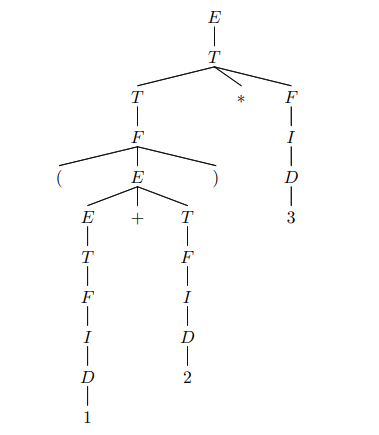 E
T
T * F
F I
( E ) D
E + T 3
T F
F I
I D
D 2
1